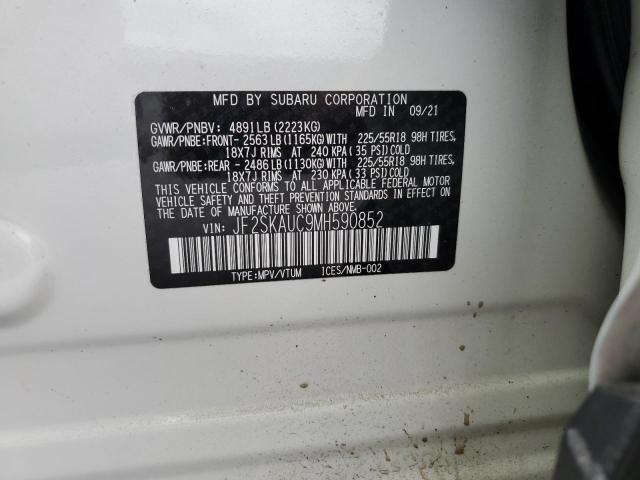 MFD BY SUBARU CORPORATION
MFD IN 09/21
GVWR/PNBV: 4891LB (2223KG)
GAWR/PNBE:FRONT- 2563LB (1165KG)WITH 225/55R18 98H TIRES,
18X7J RIMS AT 240 KPA( 35 PSI) COLD
GAWR/PNBE:REAR - 2486LB (1130KG)WITH 225/55R18 98H TIRES,
18X7J RIMS AT 230 KPA( 33 PSI) COLD
THIS VEHICLE CONFORMS TO ALL APPLICABLE FEDERAL MOTOR
VEHICLE SAFETY, BUMPER, AND THEFT PREVENTION
STANDARDS IN EFFECT ON THE DATE OF
MANUFACTURE SHOWN ABOVE.
VIN: JF2SKAUC9MH590852
TYPE:MPV/VTUM ICES/NMB-002